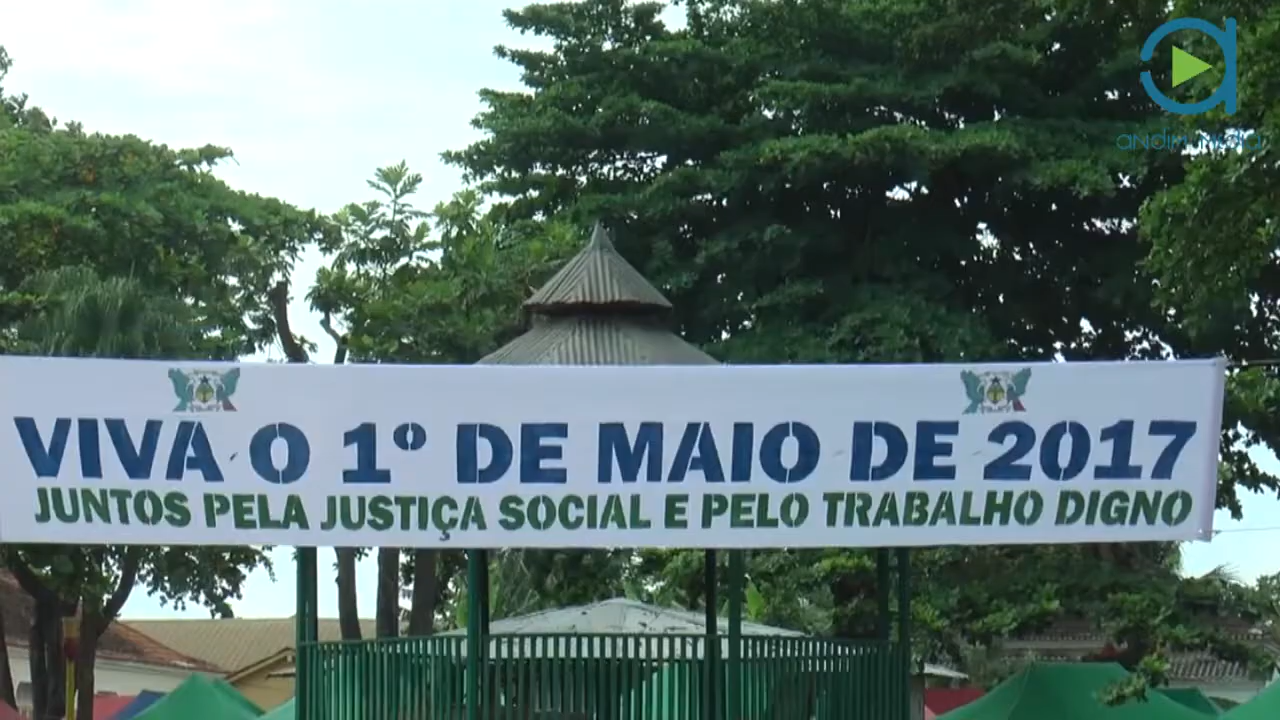 VIVA O 1º DE MAIO DE 2017
JUNTOS PELA JUSTIÇA SOCIAL E PELO TRABALHO DIGNO